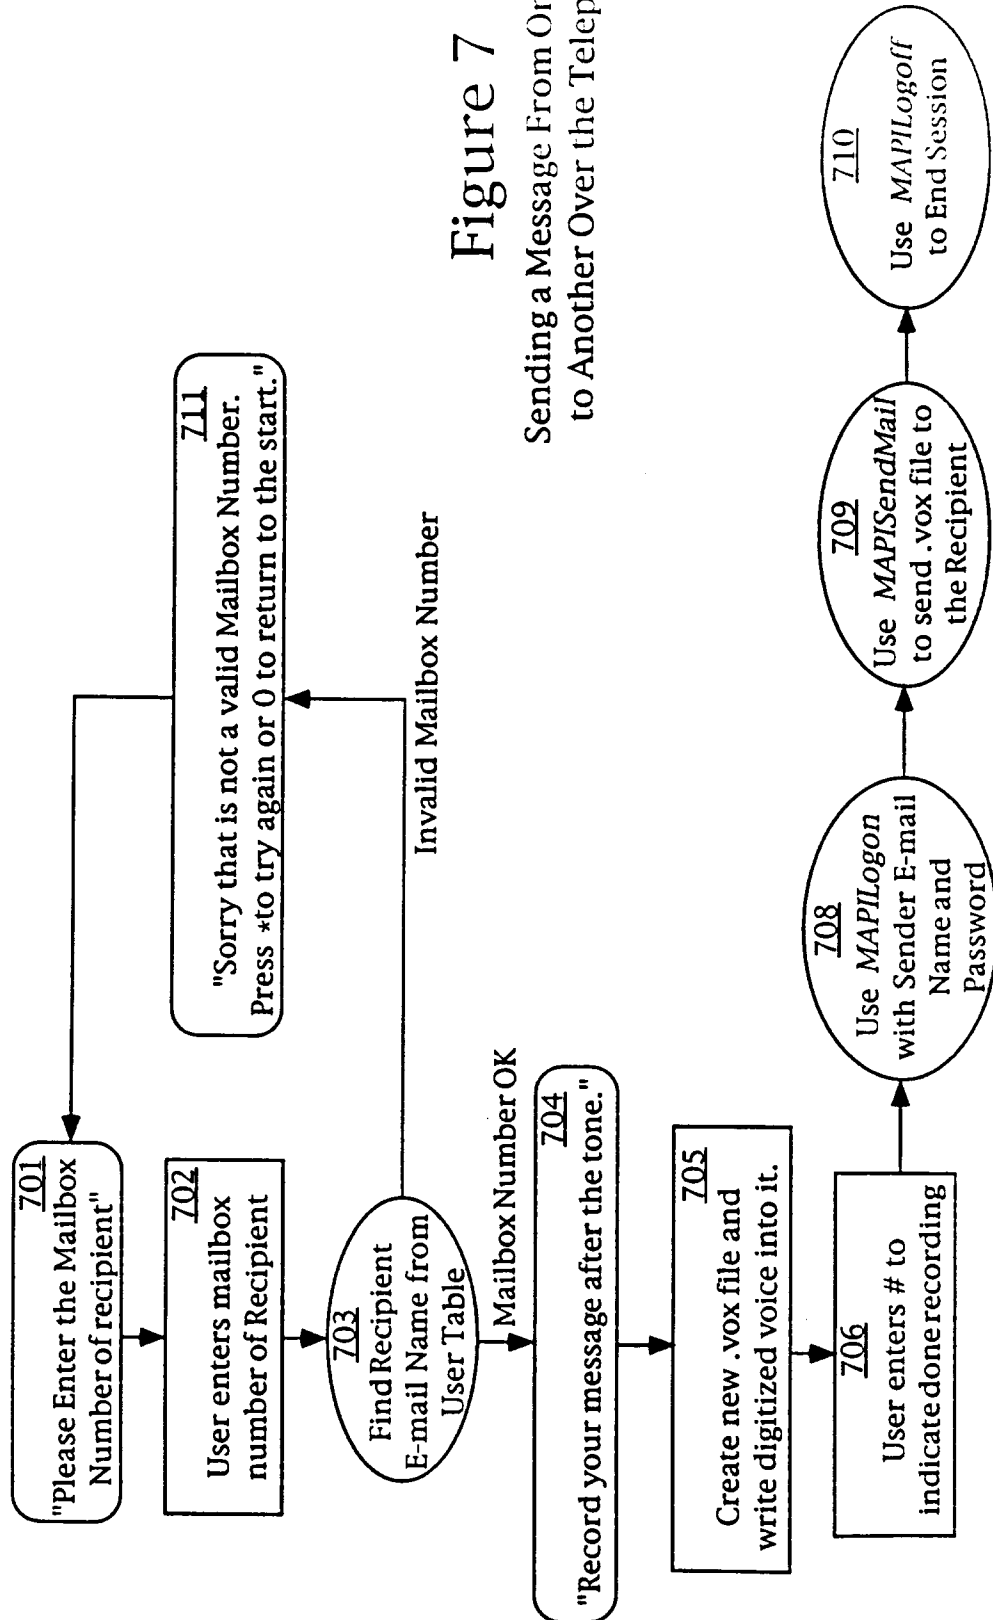 701
"Please Enter the Mailbox
Number of recipient"
702
User enters mailbox
number of Recipient
703
Find Recipient
E-mail Name from
User Table
Mailbox Number OK
Invalid Mailbox Number
711
"Sorry that is not a valid Mailbox Number.
Press *to try again or 0 to return to the start."
704
"Record your message after the tone."
705
Create new .vox file and
write digitized voice into it.
706
User enters # to
indicate done recording
708
Use MAPILogon
with Sender E-mail
Name and
Password
709
Use MAPISendMail
to send .vox file to
the Recipient
710
Use MAPILogoff
to End Session
Figure 7
Sending a Message From
to Another Over the